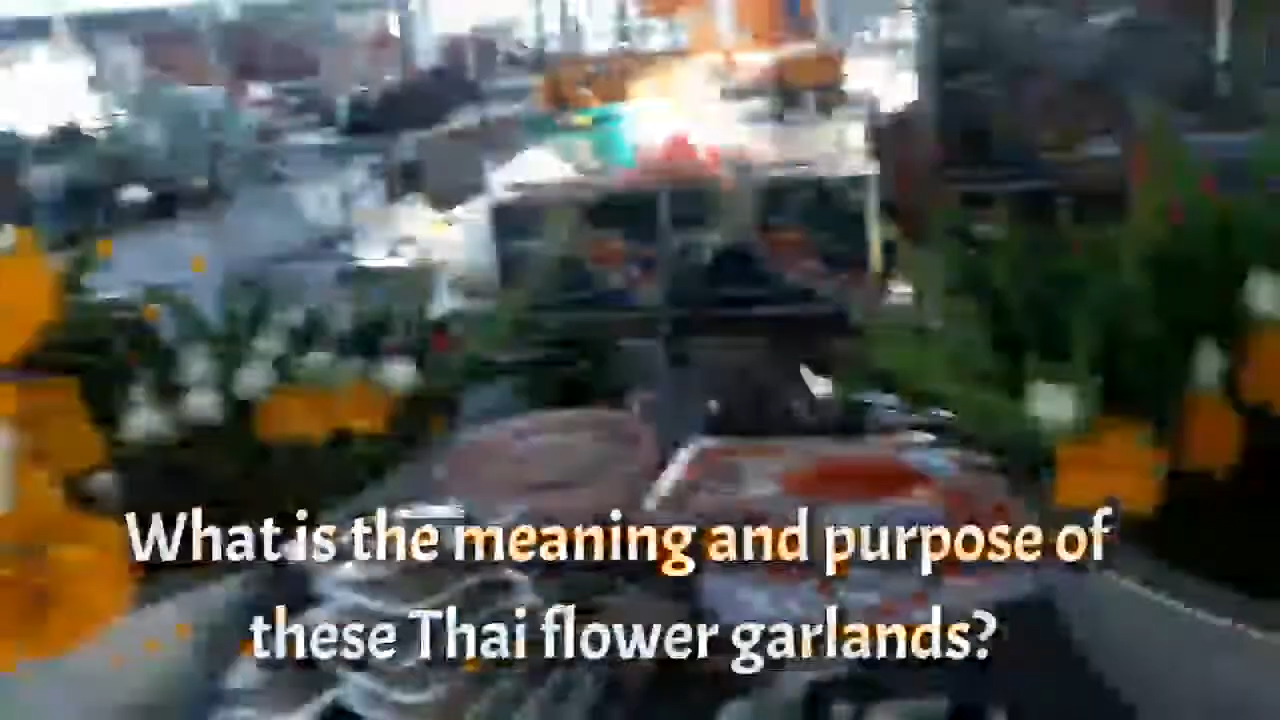 What is the meaning and purpose of
these Thai flower garlands?